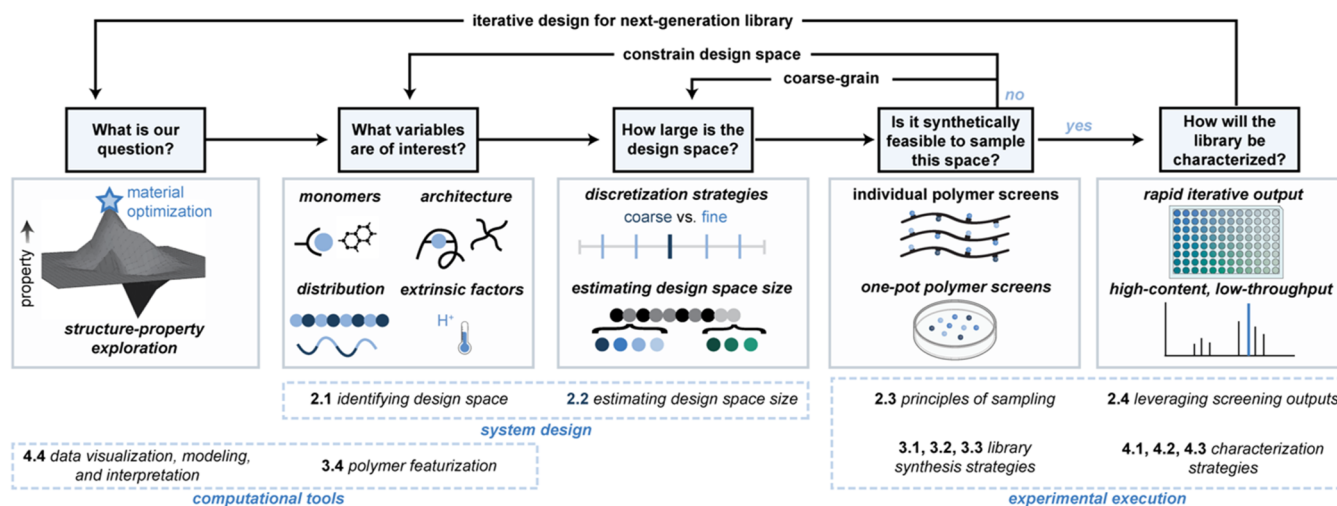 iterative design for next-generation library
constrain design space
coarse-grain
no
What is our
question?
What variables
are of interest?
How large is the
design space?
Is it synthetically
feasible to sample
this space?
yes
How will the
library be
characterized?
material
optimization
property
structure-property
exploration
monomers
architecture
distribution
extrinsic factors
H+
discretization strategies
coarse vs. fine
estimating design space size
individual polymer screens
one-pot polymer screens
rapid iterative output
high-content, low-throughput
2.1 identifying design space
2.2 estimating design space size
system design
2.3 principles of sampling
2.4 leveraging screening outputs
4.4 data visualization, modeling,
and interpretation
3.4 polymer featurization
computational tools
3.1, 3.2, 3.3 library
synthesis strategies
4.1, 4.2, 4.3 characterization
strategies
experimental execution